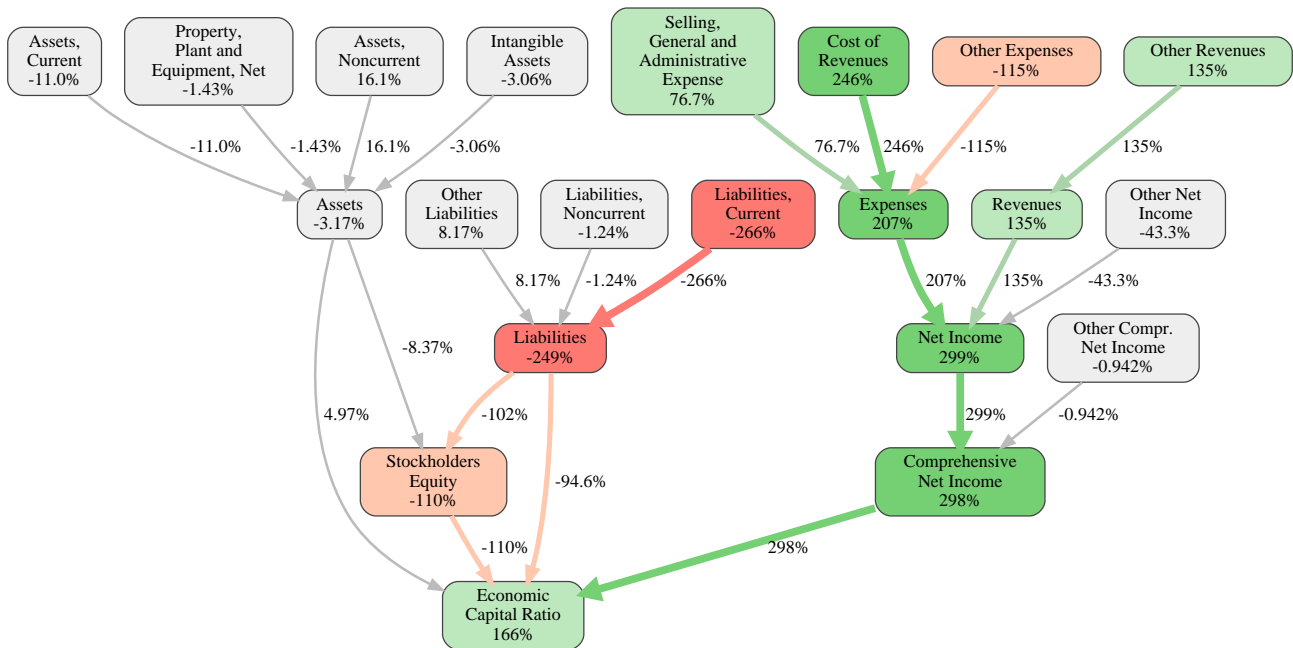 Assets,
Current
-11.0%
Property,
Plant and
Equipment, Net
-1.43%
Assets,
Noncurrent
16.1%
Intangible
Assets
-3.06%
Selling,
General and
Administrative
Expense
76.7%
Cost of
Revenues
246%
Other Expenses
-115%
Other Revenues
135%
-11.0%
-1.43%
16.1%
-3.06%
76.7%
246%
-115%
135%
Assets
-3.17%
Other
Liabilities
8.17%
Liabilities,
Noncurrent
-1.24%
Liabilities,
Current
-266%
Expenses
207%
Revenues
135%
Other Net
Income
-43.3%
8.17%
-1.24%
-266%
207%
135%
-43.3%
-8.37%
Liabilities
-249%
Net Income
299%
Other Compr.
Net Income
-0.942%
4.97%
-102%
299%
-0.942%
Stockholders
Equity
-110%
-94.6%
Comprehensive
Net Income
298%
-110%
298%
Economic
Capital Ratio
166%